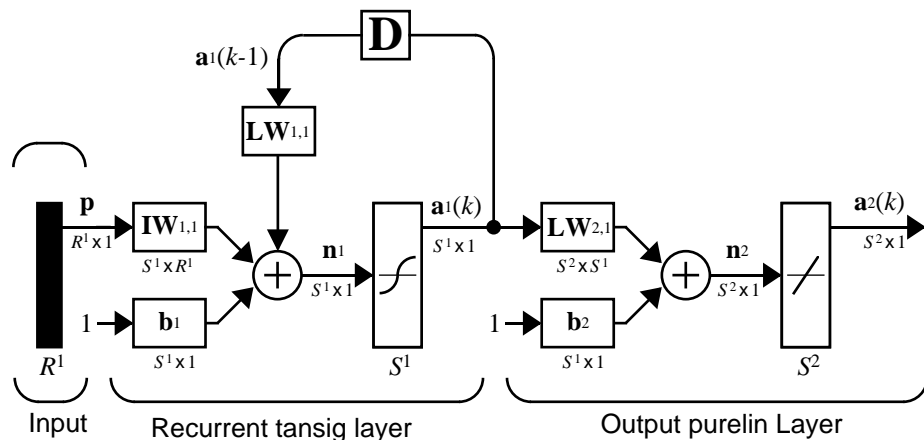 D
a1(k-1)
LW1,1
p
IW1,1
n1
a1(k)
LW2,1
n2
a2(k)
R1 x 1
S1 x R1
S1 x 1
S1 x 1
S2 x S1
S2 x 1
S2 x 1
1
b1
1
b2
S1 x 1
S1 x 1
R1
S1
S2
Input
Recurrent tansig layer
Output purelin Layer